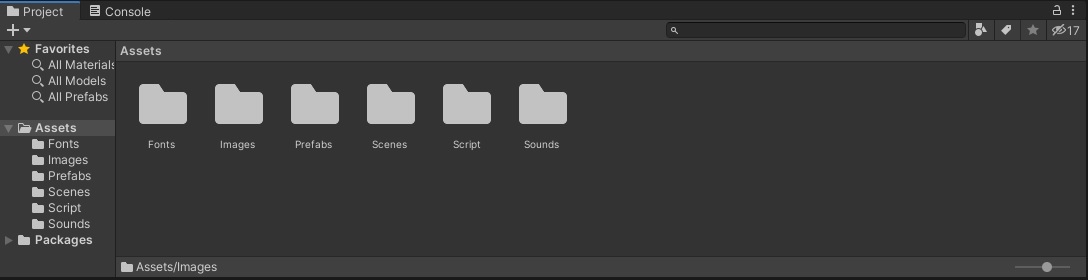 Project Console
17
Favorites
All Materials
All Models
All Prefabs
Assets
Fonts
Images
Prefabs
Scenes
Script
Sounds
Packages
Assets
Fonts Images Prefabs Scenes Script Sounds
Assets/Images